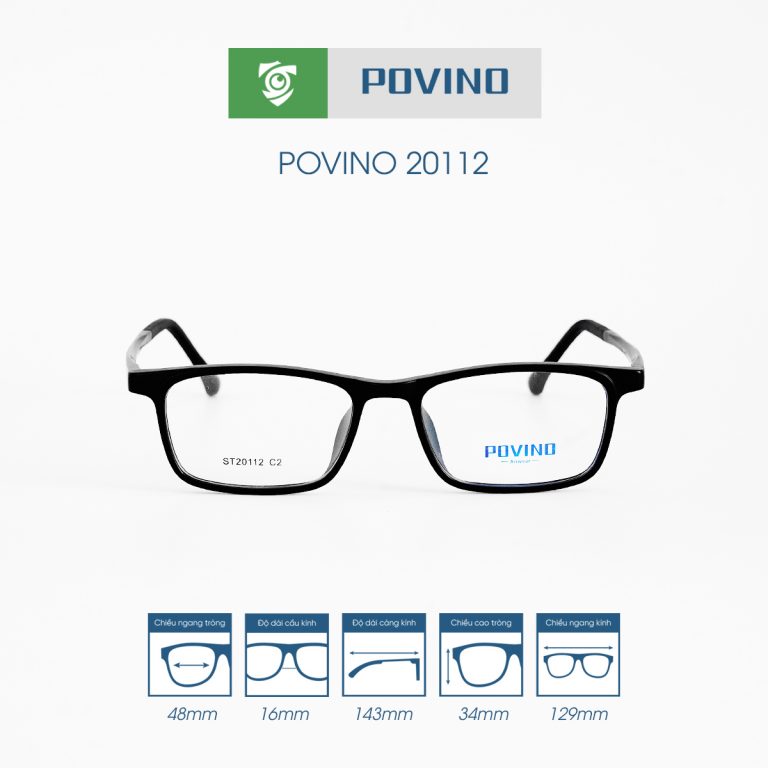 POVINO
POVINO 20112
ST20112 C2
POVINO
Chiều ngang tròng
Độ dài cầu kính
Độ dài càng kính
Chiều cao tròng
Chiều ngang kính
48mm
16mm
143mm
34mm
129mm